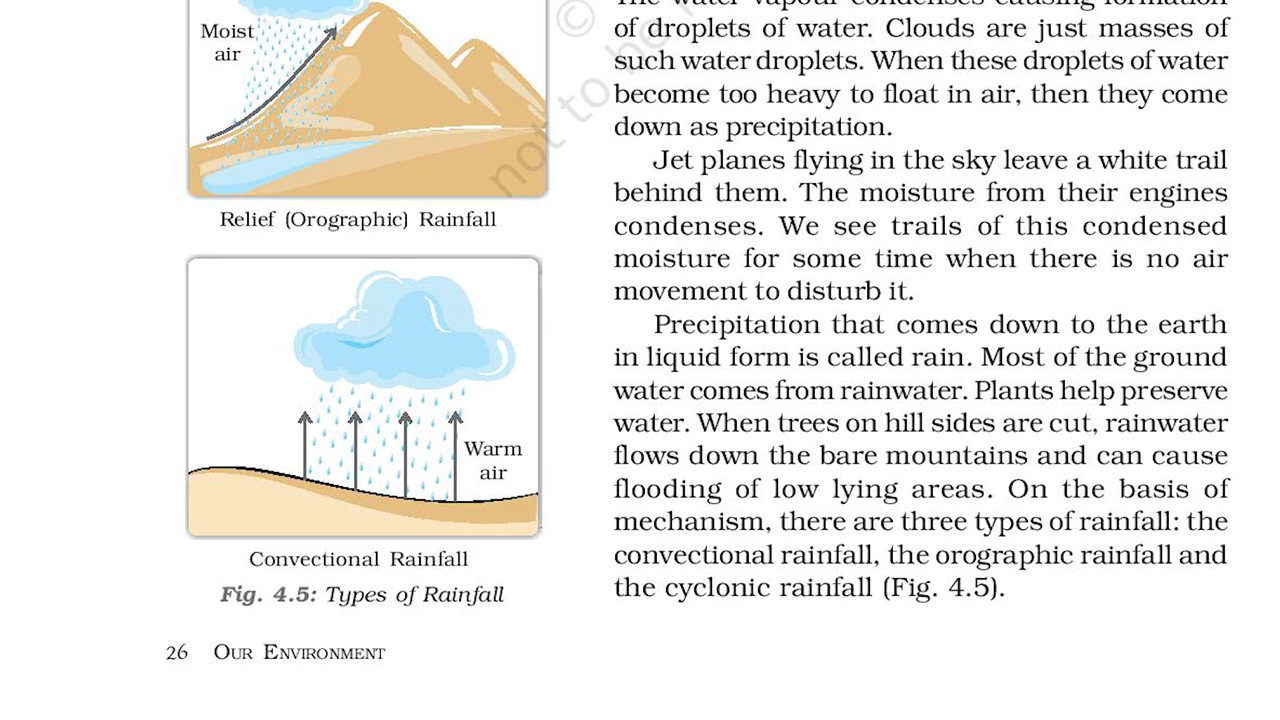 Moist
air
Relief (Orographic) Rainfall
Warm
air
Convectional Rainfall
Fig. 4.5: Types of Rainfall
of droplets of water. Clouds are just masses of
such water droplets. When these droplets of water
become too heavy to float in air, then they come
down as precipitation.
Jet planes flying in the sky leave a white trail
behind them. The moisture from their engines
condenses. We see trails of this condensed
moisture for some time when there is no air
movement to disturb it.
Precipitation that comes down to the earth
in liquid form is called rain. Most of the ground
water comes from rainwater. Plants help preserve
water. When trees on hill sides are cut, rainwater
flows down the bare mountains and can cause
flooding of low lying areas. On the basis of
mechanism, there are three types of rainfall: the
convectional rainfall, the orographic rainfall and
the cyclonic rainfall (Fig. 4.5).
26 OUR ENVIRONMENT
© not to be